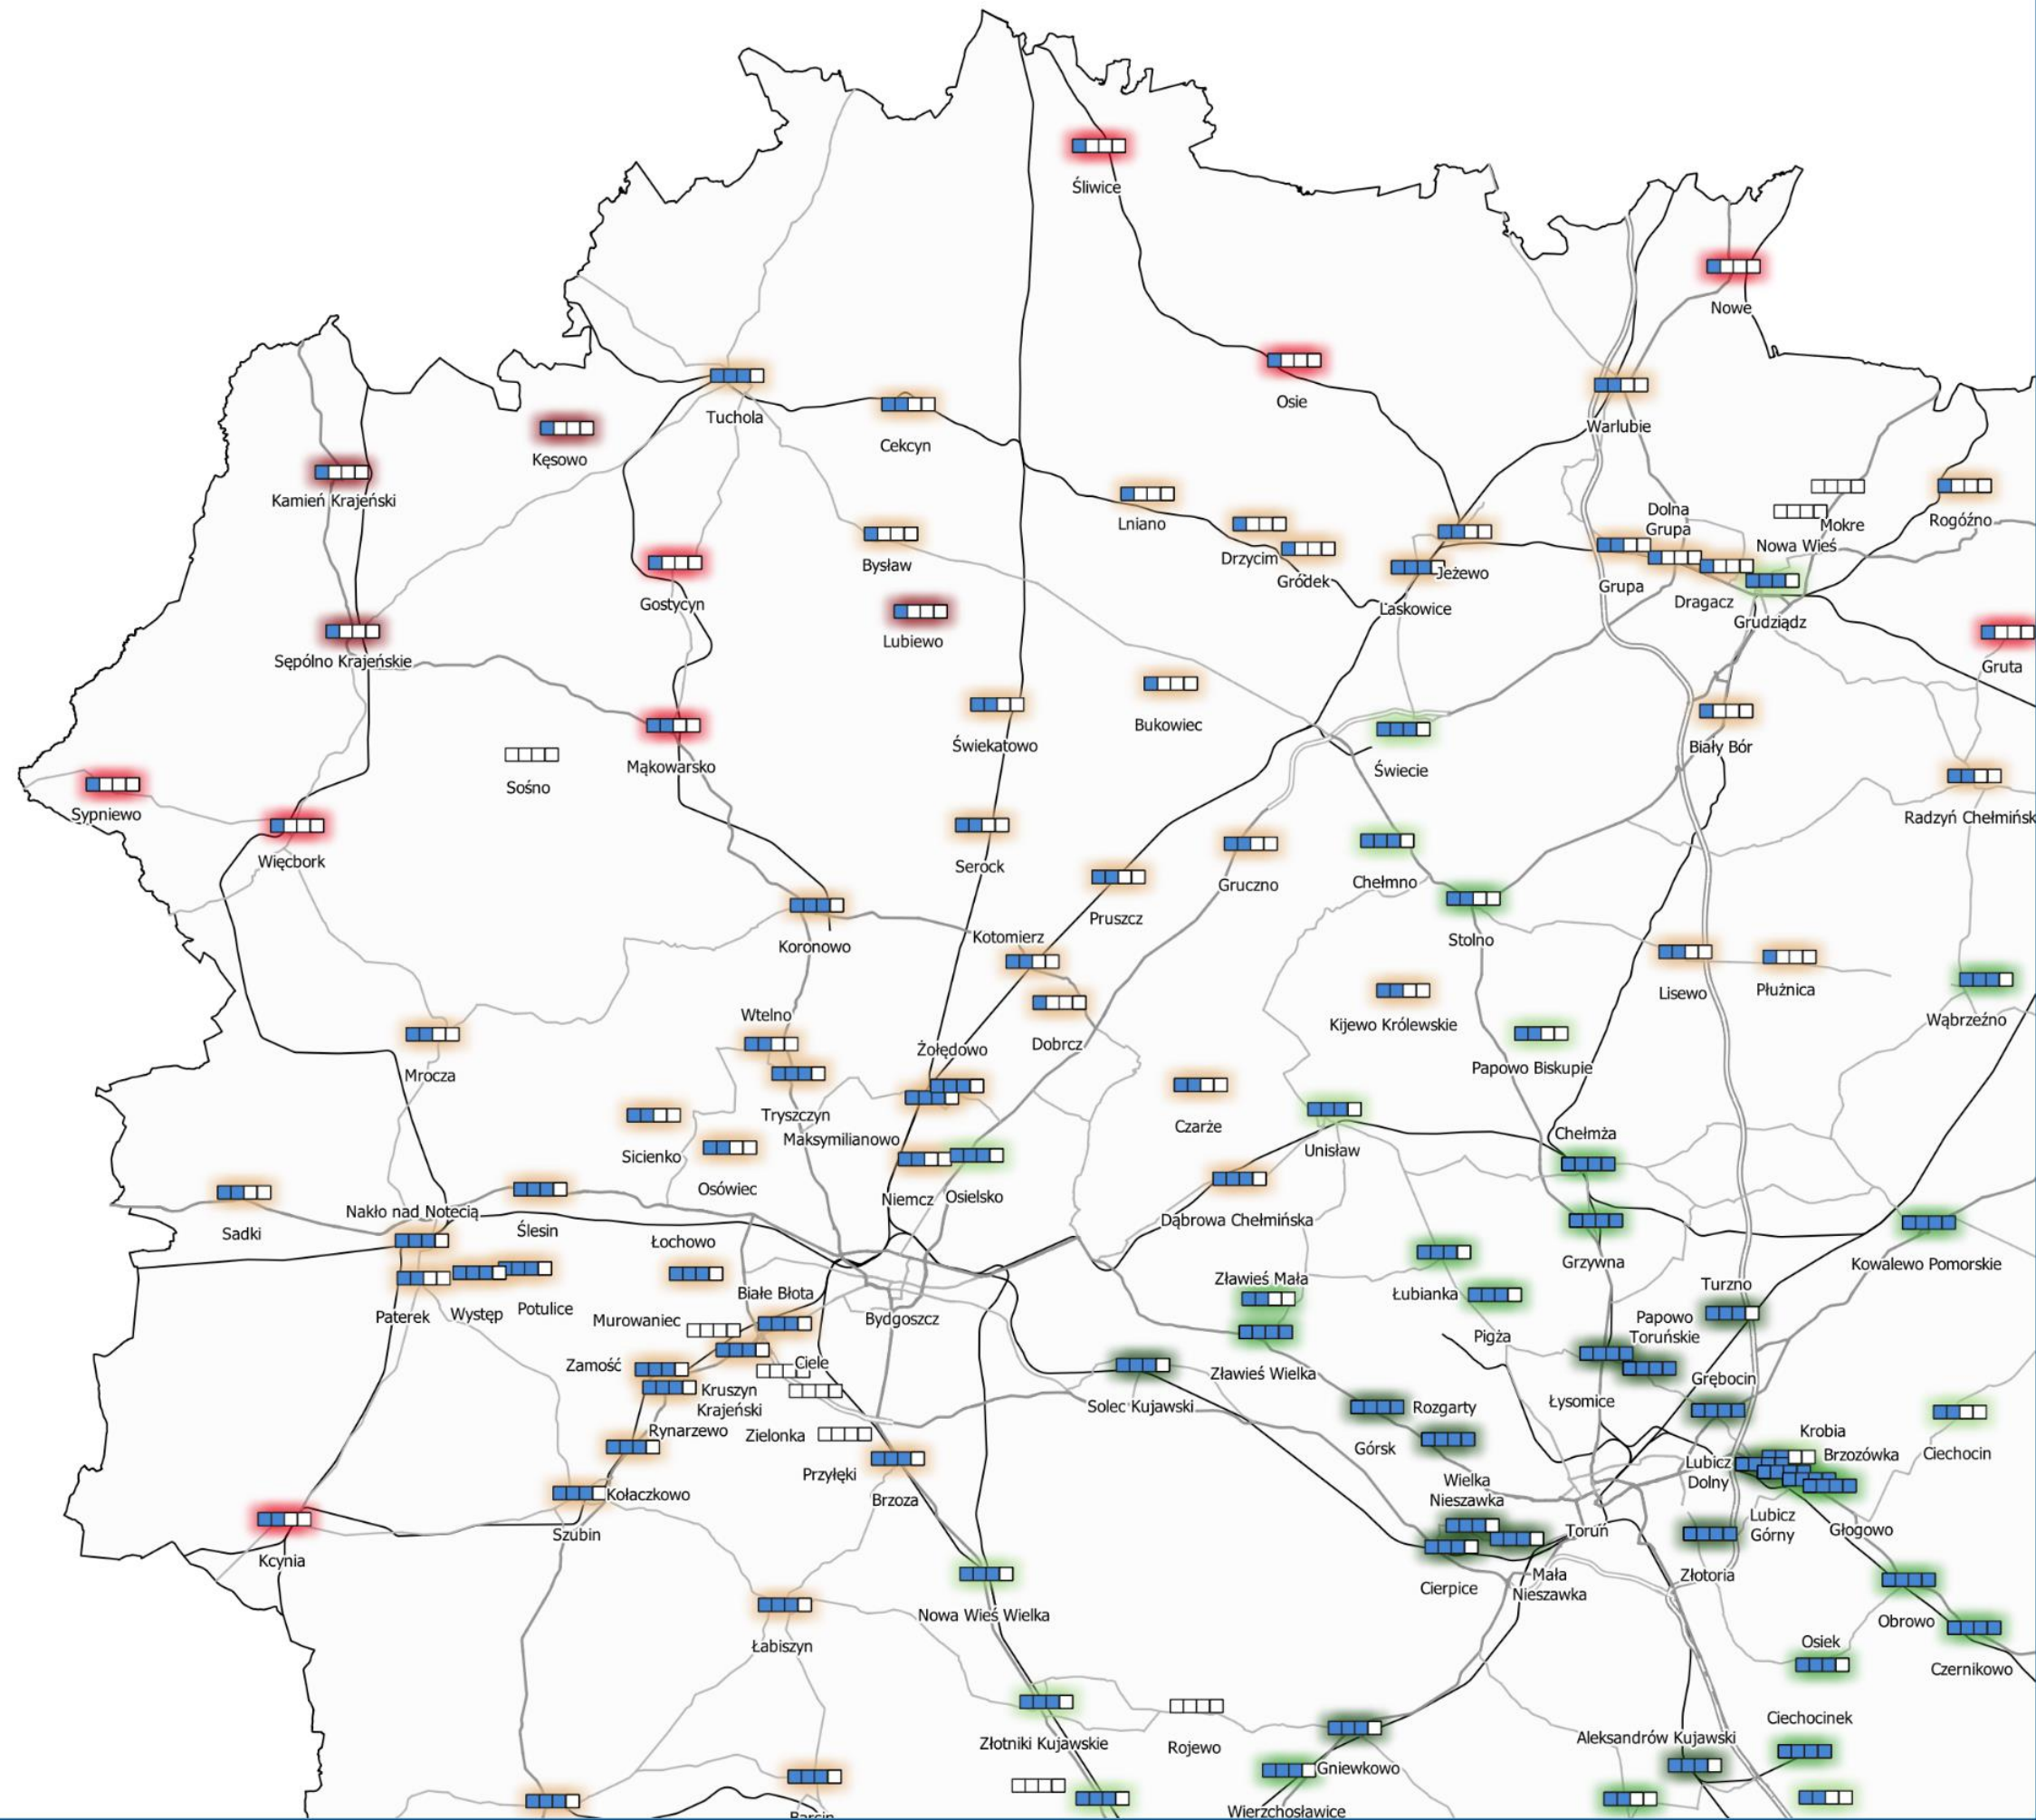 Śliwice
Nowe
Osie
Tuchola
Warlubie
Cekcyn
Kęsowo
Kamień Krajeński
Dolna
Grupa
Lniano
Mokre
Rogóźno
Nowa Wieś
Drzycim
Bysław
Gródek
Jeżewo
Grupa
Dragacz
Gostycyn
Laskowice
Grudziądz
Lubiewo
Sępólno Krajeńskie
Gruta
Bukowiec
Świekatowo
Biały Bór
Mąkowarsko
Świecie
Sośno
Sypniewo
Radzyń Chełmińsk
Więcbork
Serock
Chełmno
Gruczno
Pruszcz
Kotomierz
Stolno
Koronowo
Lisewo
Płużnica
Wtelno
Kijewo Królewskie
Wąbrzeźno
Żołędowo
Dobrcz
Papowo Biskupie
Mrocza
Tryszczyn
Czarże
Maksymilianowo
Chełmża
Sicienko
Unisław
Osówiec
Niemcz
Osielsko
Nakło nad Notecią
Ślesin
Sadki
Dąbrowa Chełmińska
Łochowo
Grzywna
Kowalewo Pomorskie
Zławieś Mała
Turzno
Białe Błota
Łubianka
Potulice
Występ
Paterek
Murowaniec
Bydgoszcz
Papowo
Toruńskie
Pigża
Zamość
Ciele
Zławieś Wielka
Grębocin
Kruszyn
Krajeński
Solec Kujawski
Rozgarty
Łysomice
Rynarzewo
Zielonka
Krobia
Górsk
Brzozówka
Ciechocin
Przyłęki
Lubicz
Dolny
Wielka
Nieszawka
Kołaczkowo
Brzoza
Lubicz
Górny
Szubin
Toruń
Głogowo
Kcynia
Złotoria
Cierpice
Mała
Nieszawka
Nowa Wieś Wielka
Obrowo
Łabiszyn
Osiek
Czernikowo
Ciechocinek
Złotniki Kujawskie
Rojewo
Aleksandrów Kujawski
Gniewkowo
Wierzchosławice
Barcin